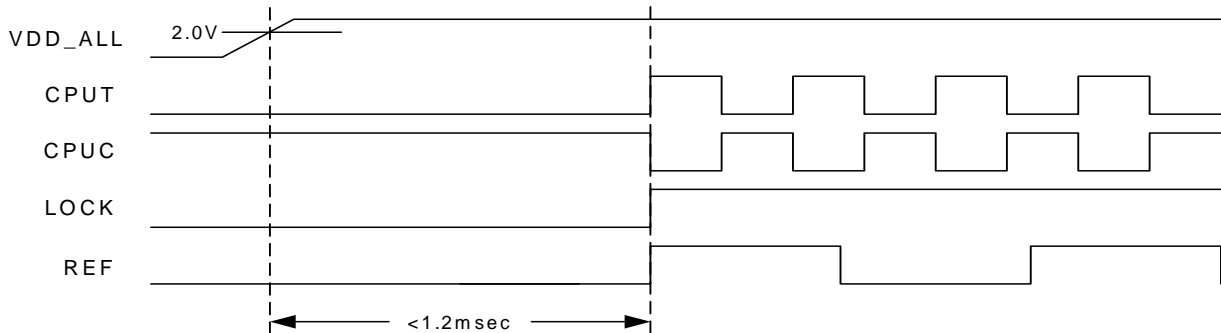 VDD_ALL
2.0V
CPUT
CPUC
LOCK
REF
<1.2msec